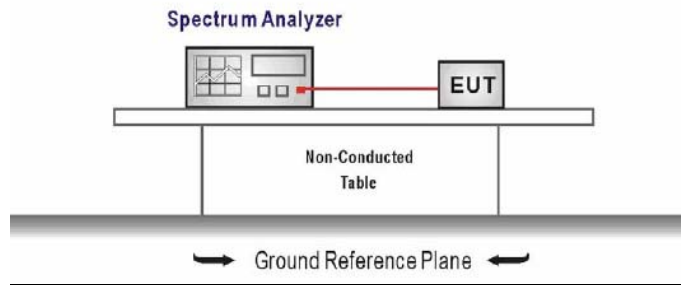 Spectrum Analyzer
EUT
Non-Conducted
Table
Ground Reference Plane